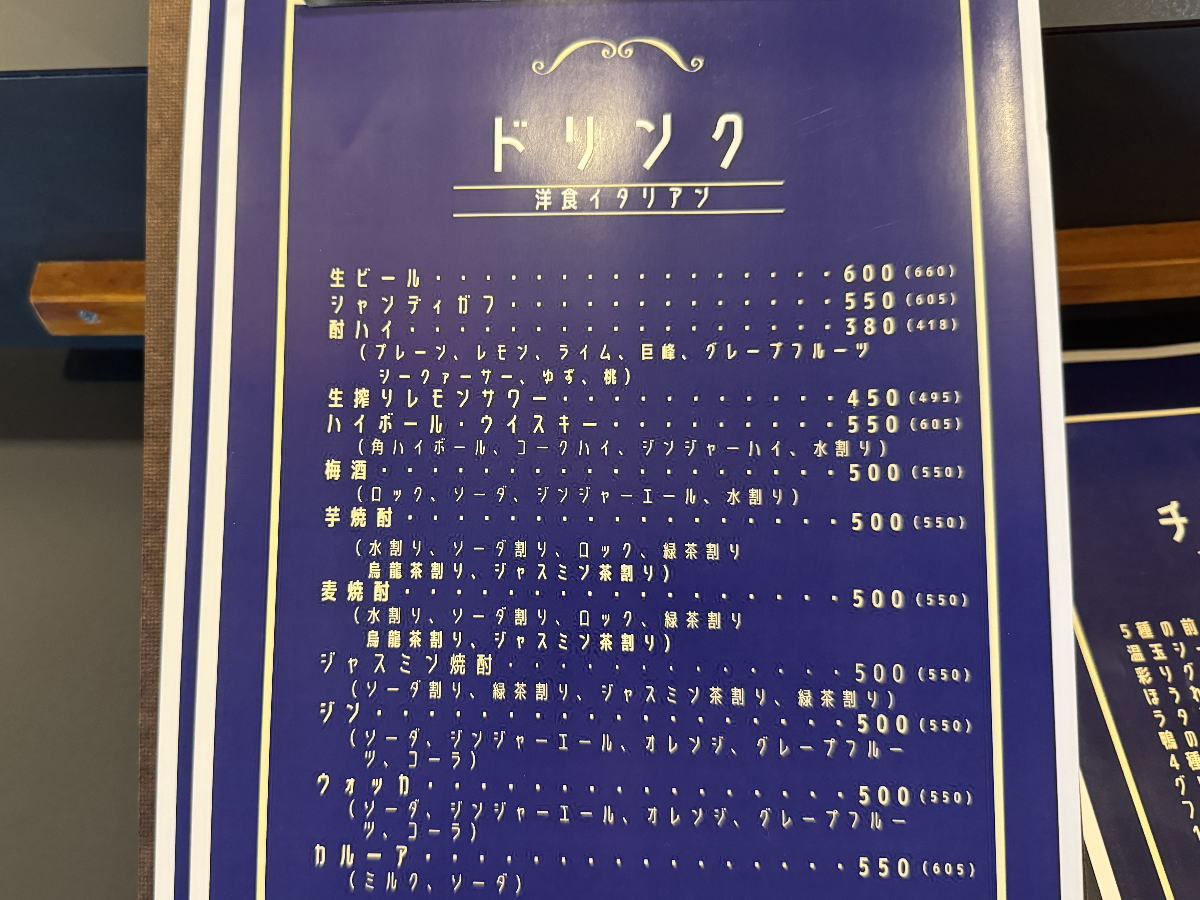 ドリンク
洋食イタリアン
生ビール・・・・・・・・・・・・・・・・600(660)
シャンディガフ・・・・・・・・・・・・・550(605)
酎ハイ・・・・・・・・・・・・・・・・・380(418)
(プレーン、レモン、ライム、巨峰、グレープフルーツ
シークァーサー、ゆず、桃)
生搾りレモンサワー・・・・・・・・・・・450(495)
ハイボール・ウイスキー・・・・・・・・・550(605)
(角ハイボール、コークハイ、ジンジャーハイ、水割り)
梅酒・・・・・・・・・・・・・・・・・・500(550)
(ロック、ソーダ、ジンジャーエール、水割り)
芋焼酎・・・・・・・・・・・・・・・・・500(550)
(水割り、ソーダ割り、ロック、緑茶割り
烏龍茶割り、ジャスミン茶割り)
麦焼酎・・・・・・・・・・・・・・・・・500(550)
(水割り、ソーダ割り、ロック、緑茶割り
烏龍茶割り、ジャスミン茶割り)
ジャスミン焼酎・・・・・・・・・・・・・500(550)
(ソーダ割り、緑茶割り、ジャスミン茶割り、緑茶割り)
ジン・・・・・・・・・・・・・・・・・・500(550)
(ソーダ、ジンジャーエール、オレンジ、グレープフルー
ツ、コーラ)
ウォッカ・・・・・・・・・・・・・・・・500(550)
(ソーダ、ジンジャーエール、オレンジ、グレープフルー
ツ、コーラ)
カルーア・・・・・・・・・・・・・・・・550(605)
(ミルク、ソーダ)
チ
5種の前
温玉シー
彩りグ
ほうタ